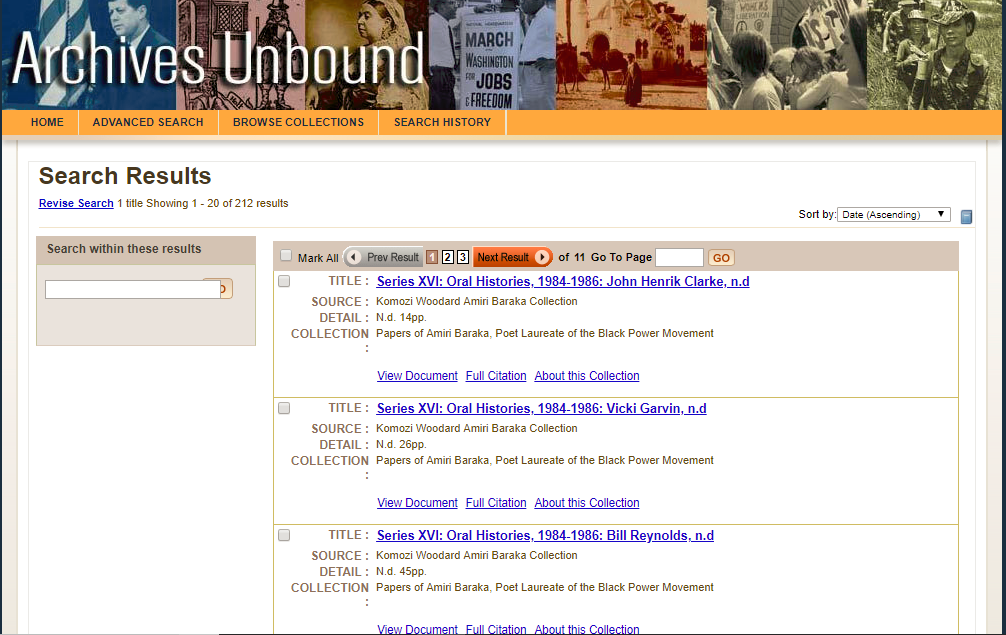 Archives Unbound
NATIONAL HEADQUARTERS
MARCH
ON
WASHINGTON
FOR JOBS
& FREEDOM
WOMEN'S
LIBERATION
HOME ADVANCED SEARCH BROWSE COLLECTIONS SEARCH HISTORY
Search Results
Revise Search 1 title Showing 1 - 20 of 212 results
Sort by: Date (Ascending)
Search within these results
Mark All Prev Result 1 2 3 Next Result of 11 Go To Page GO
TITLE : Series XVI: Oral Histories, 1984-1986: John Henrik Clarke, n.d
SOURCE : Komozi Woodard Amiri Baraka Collection
DETAIL : N.d. 14pp.
COLLECTION Papers of Amiri Baraka, Poet Laureate of the Black Power Movement
:
View Document Full Citation About this Collection
TITLE : Series XVI: Oral Histories, 1984-1986: Vicki Garvin, n.d
SOURCE : Komozi Woodard Amiri Baraka Collection
DETAIL : N.d. 26pp.
COLLECTION Papers of Amiri Baraka, Poet Laureate of the Black Power Movement
:
View Document Full Citation About this Collection
TITLE : Series XVI: Oral Histories, 1984-1986: Bill Reynolds, n.d
SOURCE : Komozi Woodard Amiri Baraka Collection
DETAIL : N.d. 45pp.
COLLECTION Papers of Amiri Baraka, Poet Laureate of the Black Power Movement
:
View Document Full Citation About this Collection